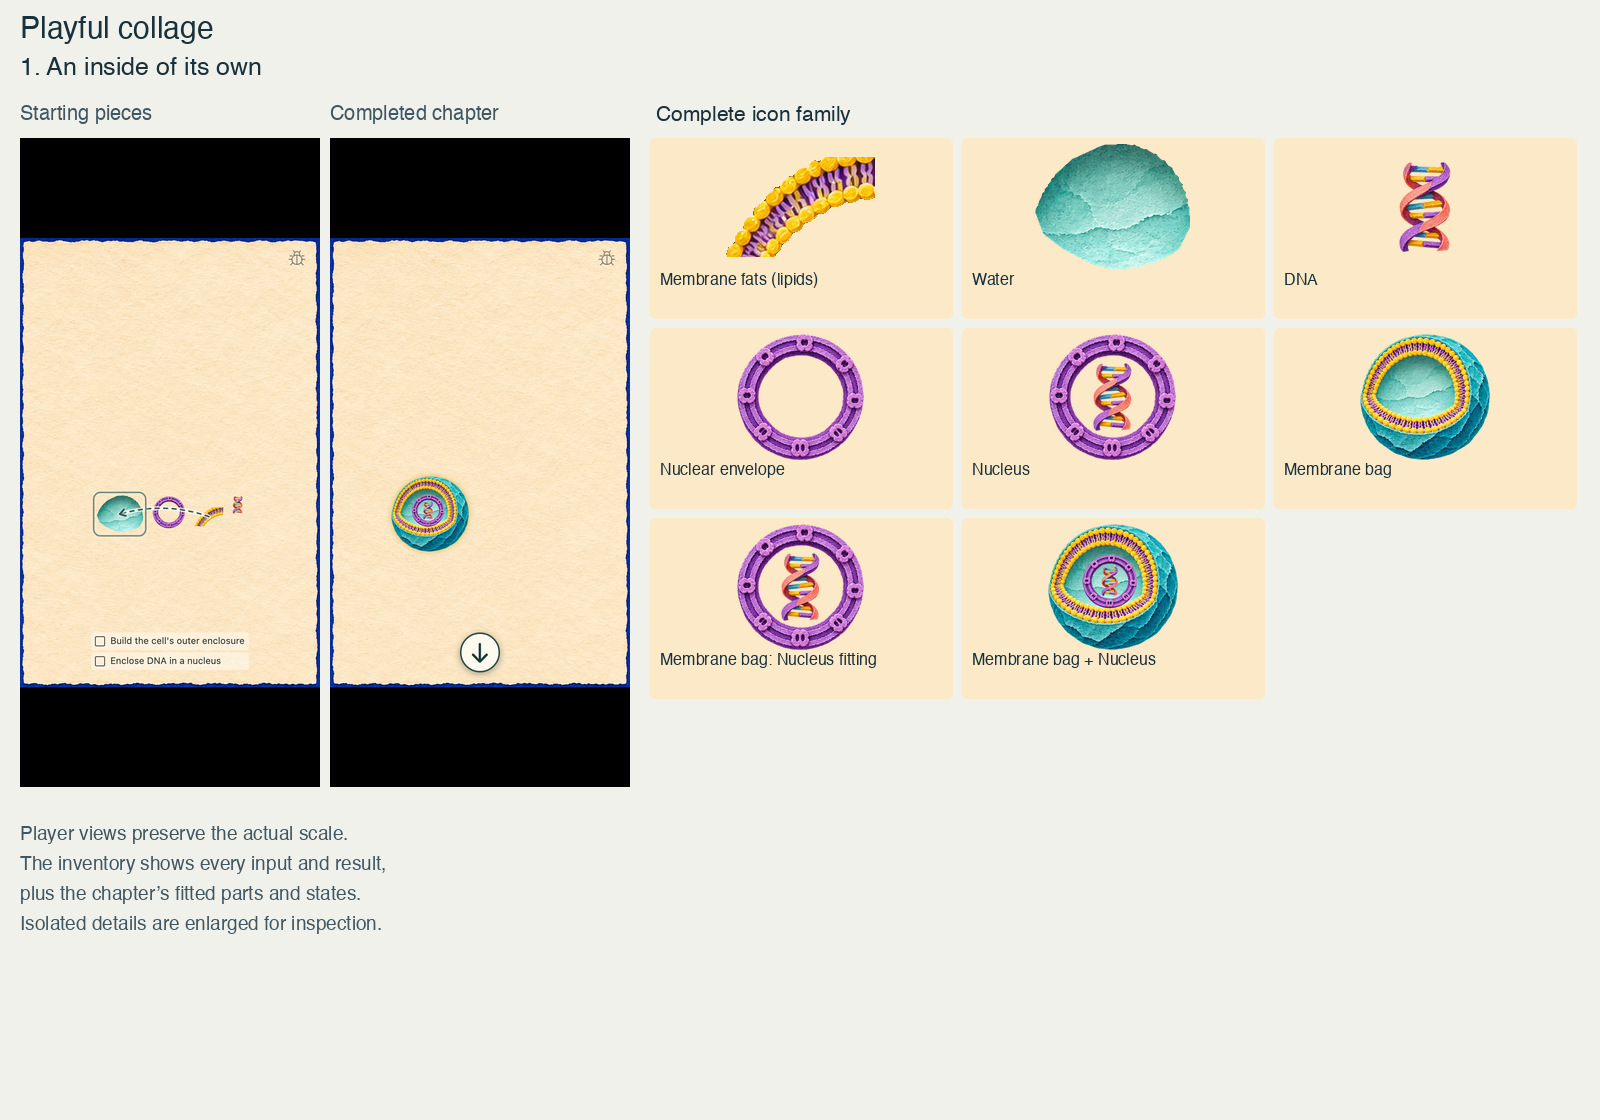 Playful collage
1. An inside of its own
Starting pieces
Completed chapter
Complete icon family
Membrane fats (lipids)
Water
DNA
Nuclear envelope
Nucleus
Membrane bag
Membrane bag: Nucleus fitting
Membrane bag + Nucleus
Build the cell's outer enclosure
Enclose DNA in a nucleus
Player views preserve the actual scale.
The inventory shows every input and result,
plus the chapter’s fitted parts and states.
Isolated details are enlarged for inspection.